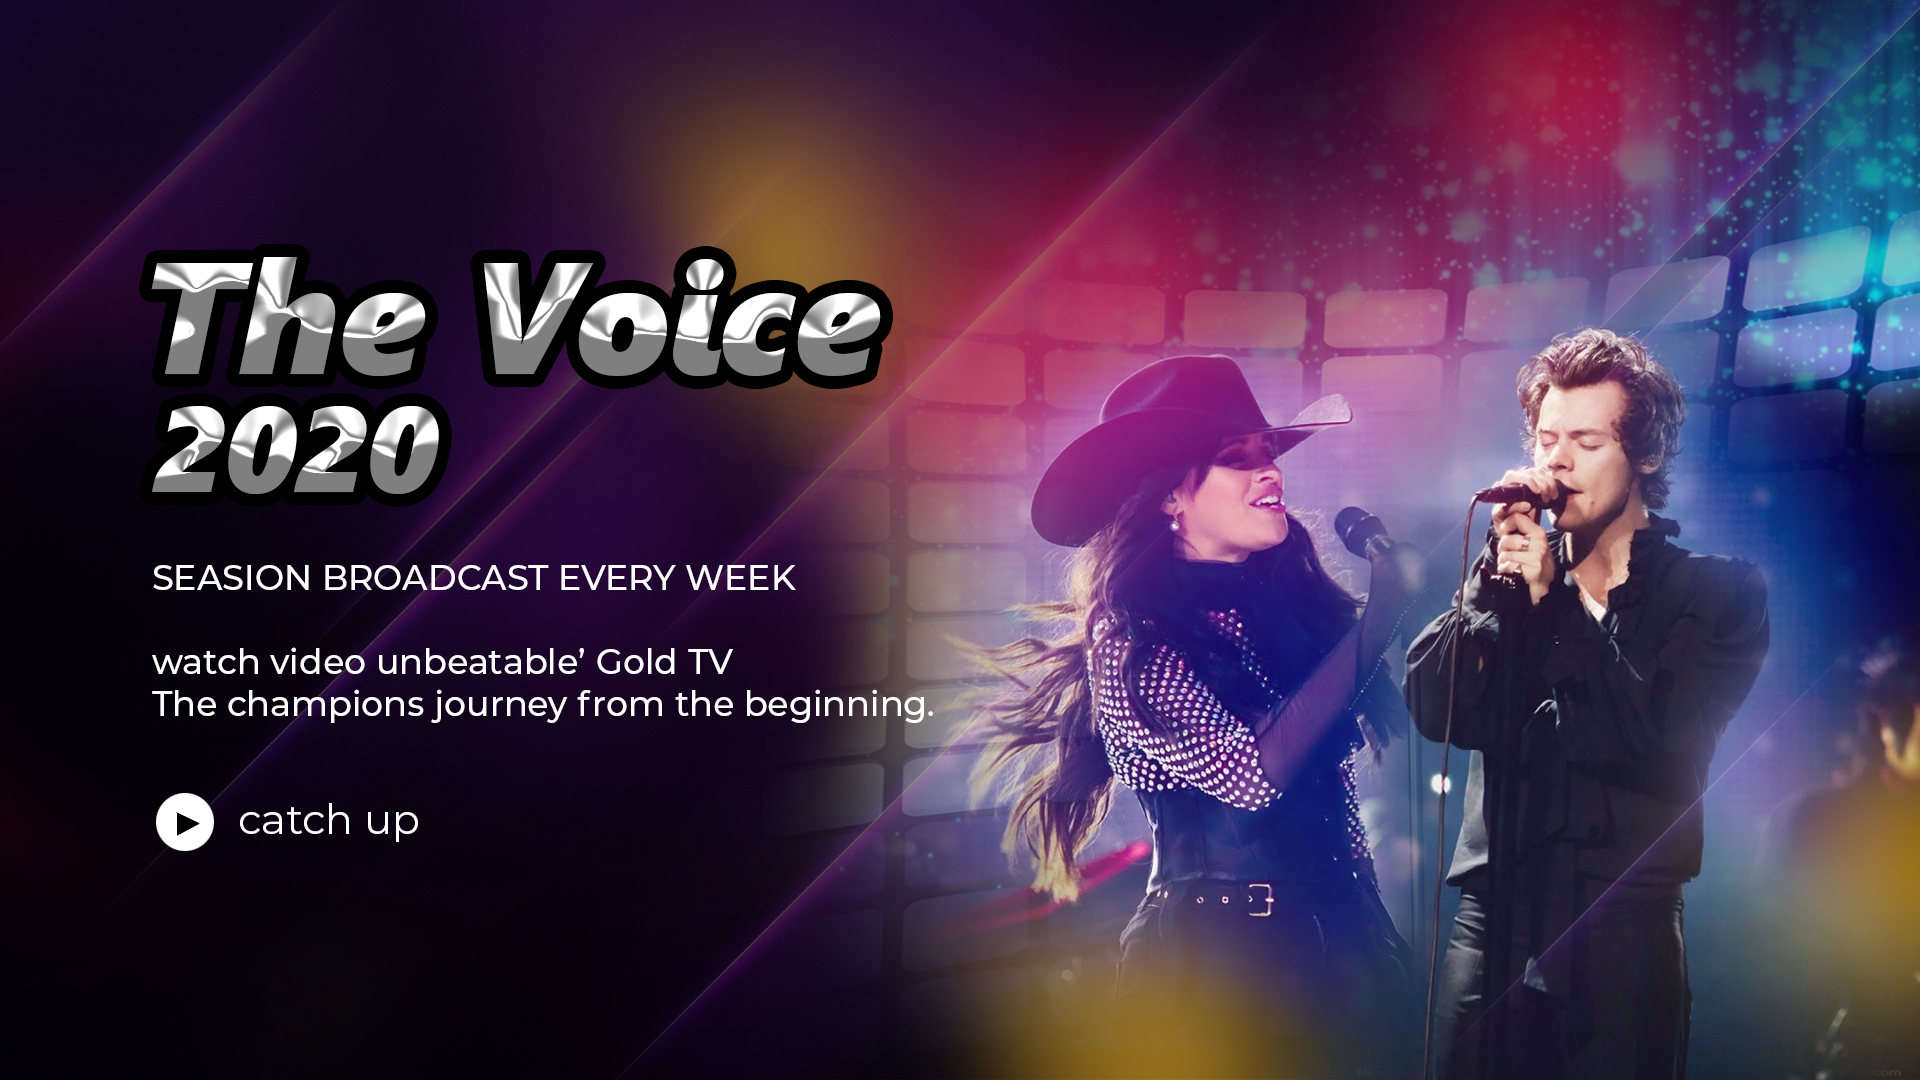 The Voice
2020
SEASION BROADCAST EVERY WEEK
watch video unbeatable’ Gold TV
The champions journey from the beginning.
catch up